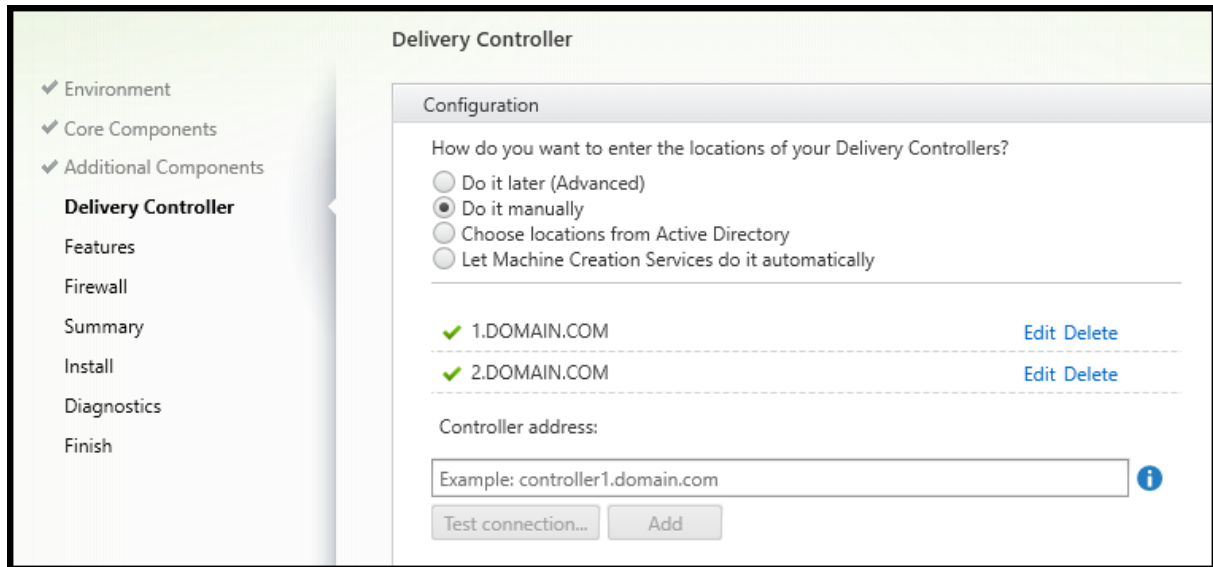 Delivery Controller
Environment
Core Components
Additional Components
Delivery Controller
Features
Firewall
Summary
Install
Diagnostics
Finish
Configuration
How do you want to enter the locations of your Delivery Controllers?
Do it later (Advanced)
Do it manually
Choose locations from Active Directory
Let Machine Creation Services do it automatically
1.DOMAIN.COM Edit Delete
2.DOMAIN.COM Edit Delete
Controller address:
Example: controller1.domain.com
Test connection... Add